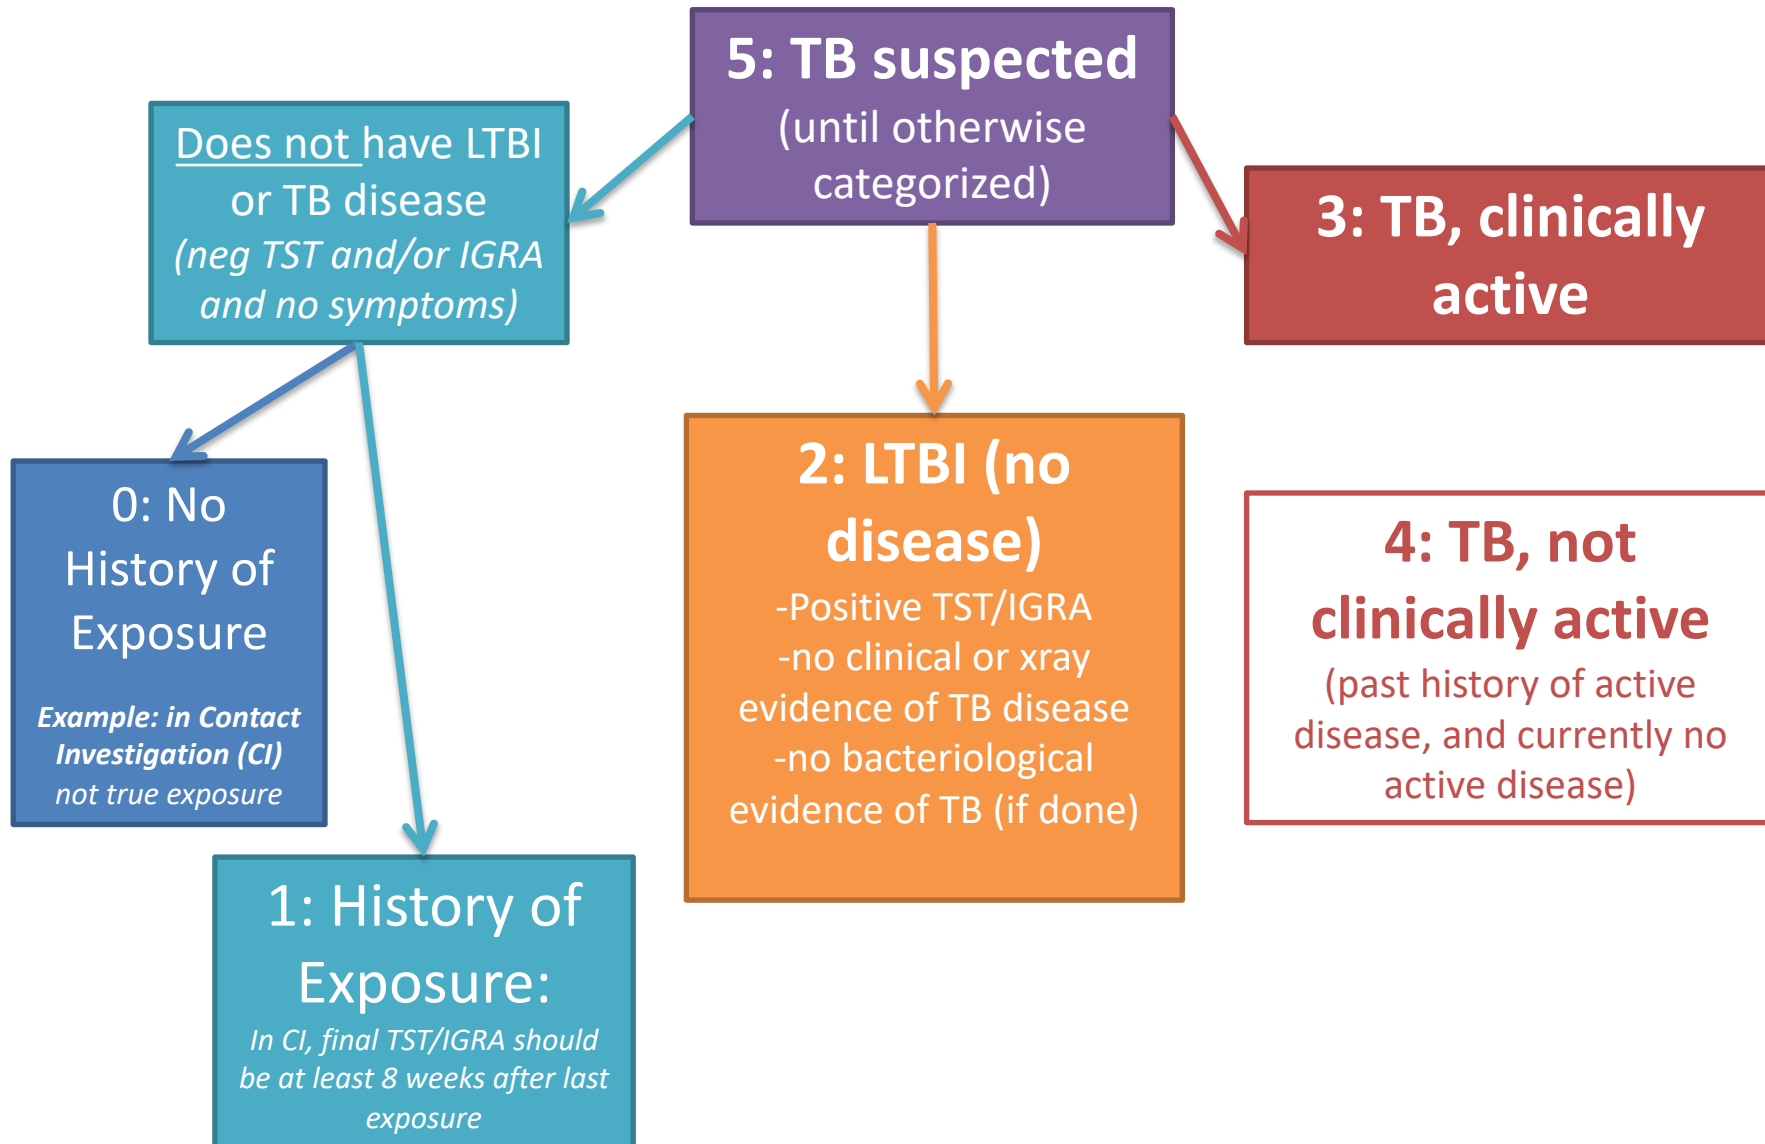 5: TB suspected
(until otherwise
categorized)
Does not have LTBI
or TB disease
(neg TST and/or IGRA
and no symptoms)
3: TB, clinically
active
0: No
History of
Exposure
Example: in Contact
Investigation (CI)
not true exposure
2: LTBI (no
disease)
-Positive TST/IGRA
-no clinical or xray
evidence of TB disease
-no bacteriological
evidence of TB (if done)
4: TB, not
clinically active
(past history of active
disease, and currently no
active disease)
1: History of
Exposure:
In CI, final TST/IGRA should
be at least 8 weeks after last
exposure